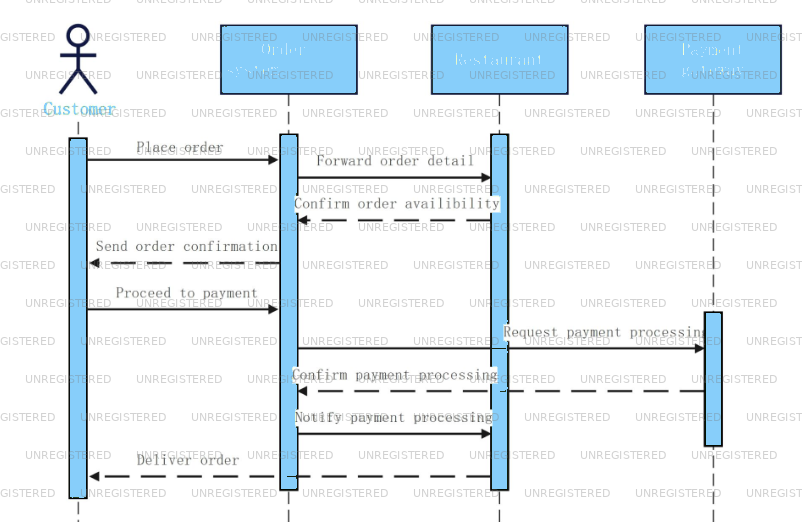 Order
system
Restaurant
Payment
gateway
Customer
Place order
Forward order detail
Confirm order availibility
Send order confirmation
Proceed to payment
Request payment processing
Confirm payment processing
Notify payment processing
Deliver order
UNREGISTERED